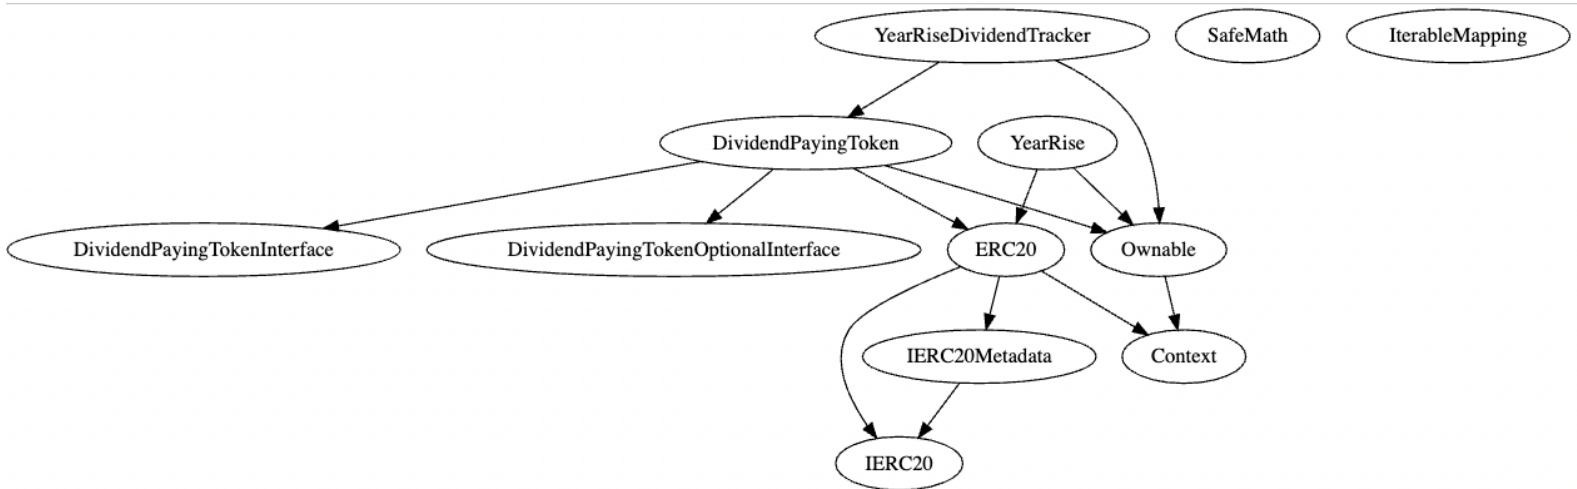 YearRiseDividendTracker
SafeMath
IterableMapping
DividendPayingToken
YearRise
DividendPayingTokenInterface
DividendPayingTokenOptionalInterface
ERC20
Ownable
IERC20Metadata
Context
IERC20